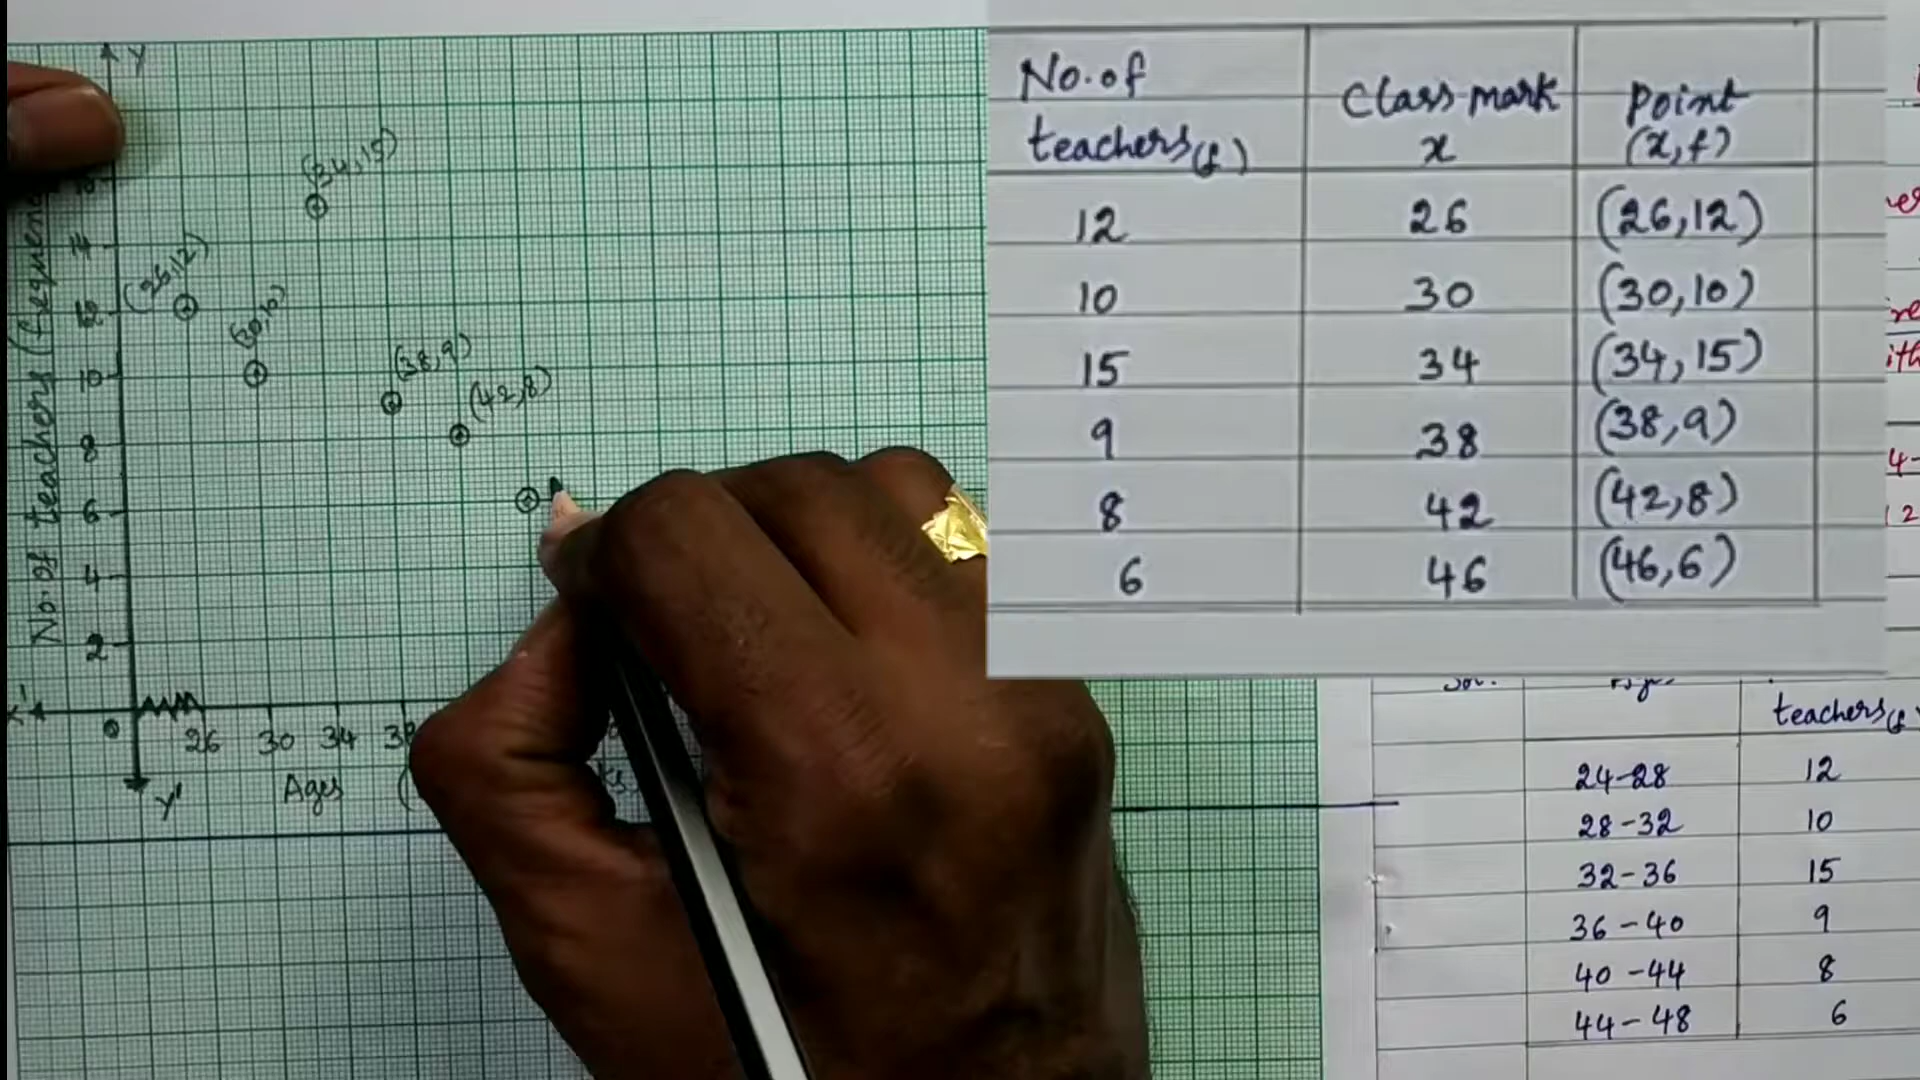 Y
No. of teachers (frequen
14
12
10
8
6
4
2
0
(34,15)
(26,12)
(30,10)
(38,9)
(42,8)
26 30 34 38
Ages (
Y'
No. of Class mark Point
teachers(f) x (x,f)
12 26 (26,12)
10 30 (30,10)
15 34 (34,15)
9 38 (38,9)
8 42 (42,8)
6 46 (46,6)
teachers(f
24-28 12
28-32 10
32-36 15
36-40 9
40-44 8
44-48 6